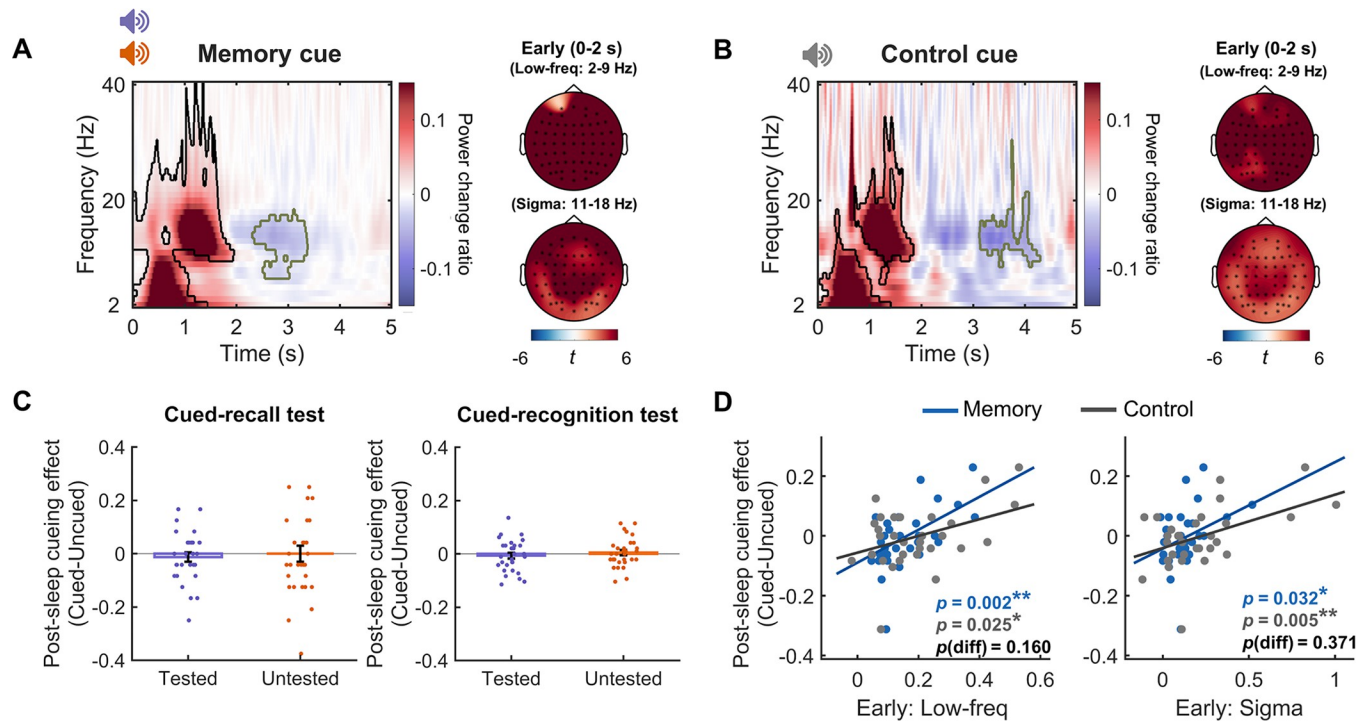 A
Memory cue
Early (0-2 s)
(Low-freq: 2-9 Hz)
40
20
2
Frequency (Hz)
0 1 2 3 4 5
Time (s)
0.1
0
-0.1
Power change ratio
(Sigma: 11-18 Hz)
-6 t 6
B
Control cue
Early (0-2 s)
(Low-freq: 2-9 Hz)
40
20
2
Frequency (Hz)
0 1 2 3 4 5
Time (s)
0.1
0
-0.1
Power change ratio
(Sigma: 11-18 Hz)
-6 t 6
C
Cued-recall test
Post-sleep cueing effect
(Cued-Uncued)
0.4
0.2
0
-0.2
-0.4
Tested Untested
Cued-recognition test
Post-sleep cueing effect
(Cued-Uncued)
0.4
0.2
0
-0.2
-0.4
Tested Untested
D
Memory Control
Post-sleep cueing effect
(Cued-Uncued)
0.2
0
-0.2
-0.4
p = 0.002**
p = 0.025*
p(diff) = 0.160
0 0.2 0.4 0.6
Early: Low-freq
0.2
0
-0.2
-0.4
p = 0.032*
p = 0.005**
p(diff) = 0.371
0 0.5 1
Early: Sigma